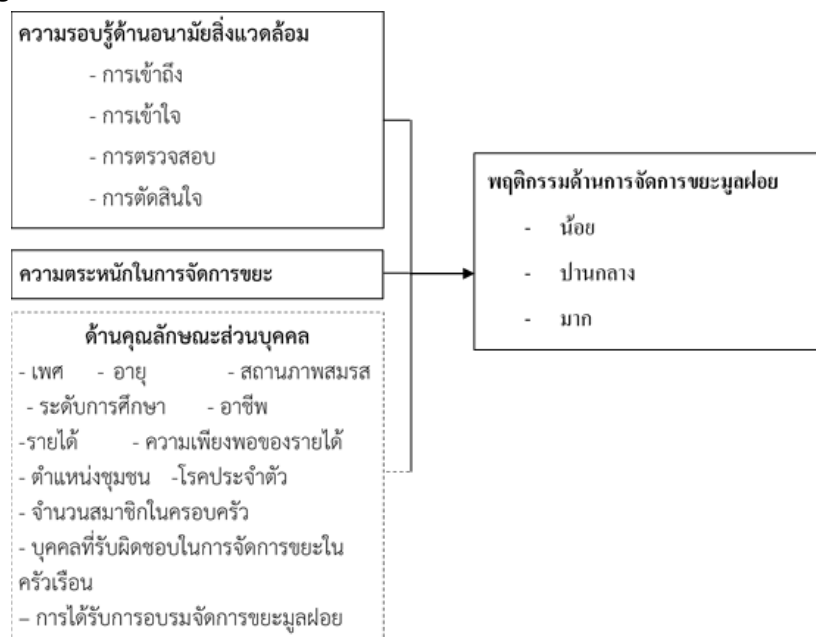 ความรอบรู้ด้านอนามัยสิ่งแวดล้อม
- การเข้าถึง
- การเข้าใจ
- การตรวจสอบ
- การตัดสินใจ
ความตระหนักในการจัดการขยะ
ด้านคุณลักษณะส่วนบุคคล
- เพศ - อายุ - สถานภาพสมรส
- ระดับการศึกษา - อาชีพ
-รายได้ - ความเพียงพอของรายได้
- ตำแหน่งชุมชน -โรคประจำตัว
- จำนวนสมาชิกในครอบครัว
- บุคคลที่รับผิดชอบในการจัดการขยะใน
ครัวเรือน
– การได้รับการอบรมจัดการขยะมูลฝอย
พฤติกรรมด้านการจัดการขยะมูลฝอย
- น้อย
- ปานกลาง
- มาก